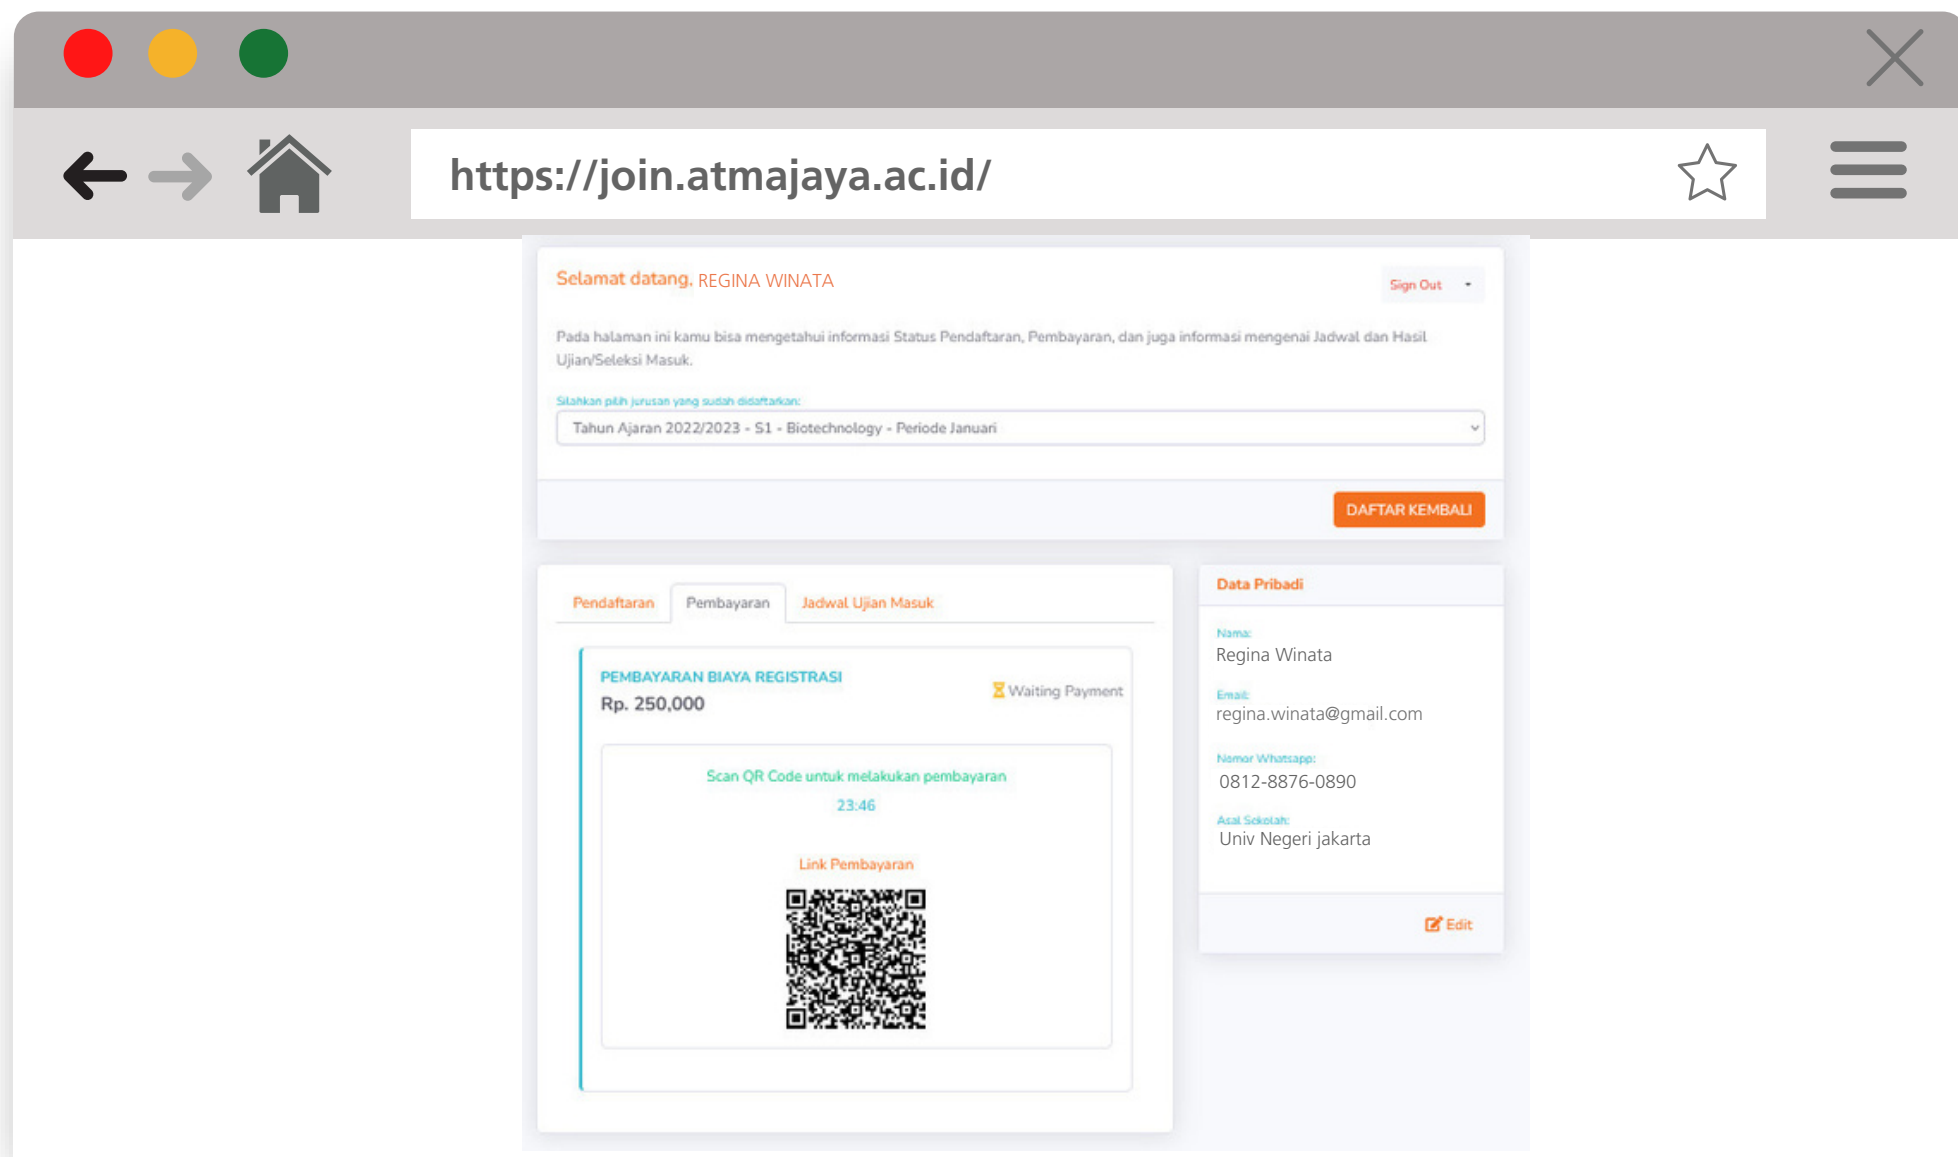 https://join.atmajaya.ac.id/
Selamat datang, REGINA WINATA
Sign Out
Pada halaman ini kamu bisa mengetahui informasi Status Pendaftaran, Pembayaran, dan juga informasi mengenai Jadwal dan Hasil
Ujian/Seleksi Masuk.
Silahkan pilih jurusan yang sudah didaftarkan:
Tahun Ajaran 2022/2023 - S1 - Biotechnology - Periode Januari
DAFTAR KEMBALI
Pendaftaran
Pembayaran
Jadwal Ujian Masuk
PEMBAYARAN BIAYA REGISTRASI
Rp. 250,000
Waiting Payment
Scan QR Code untuk melakukan pembayaran
23:46
Link Pembayaran
Data Pribadi
Nama:
Regina Winata
Email:
regina.winata@gmail.com
Nomor Whatsapp:
0812-8876-0890
Asal Sekolah:
Univ Negeri jakarta
Edit